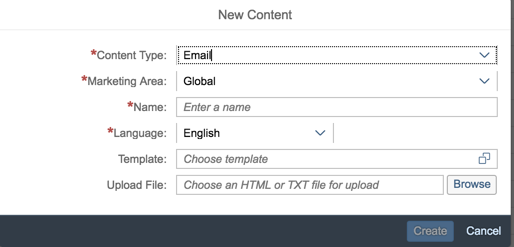 New Content
*Content Type: Email
*Marketing Area: Global
*Name: Enter a name
*Language: English
Template: Choose template
Upload File: Choose an HTML or TXT file for upload Browse
Create Cancel